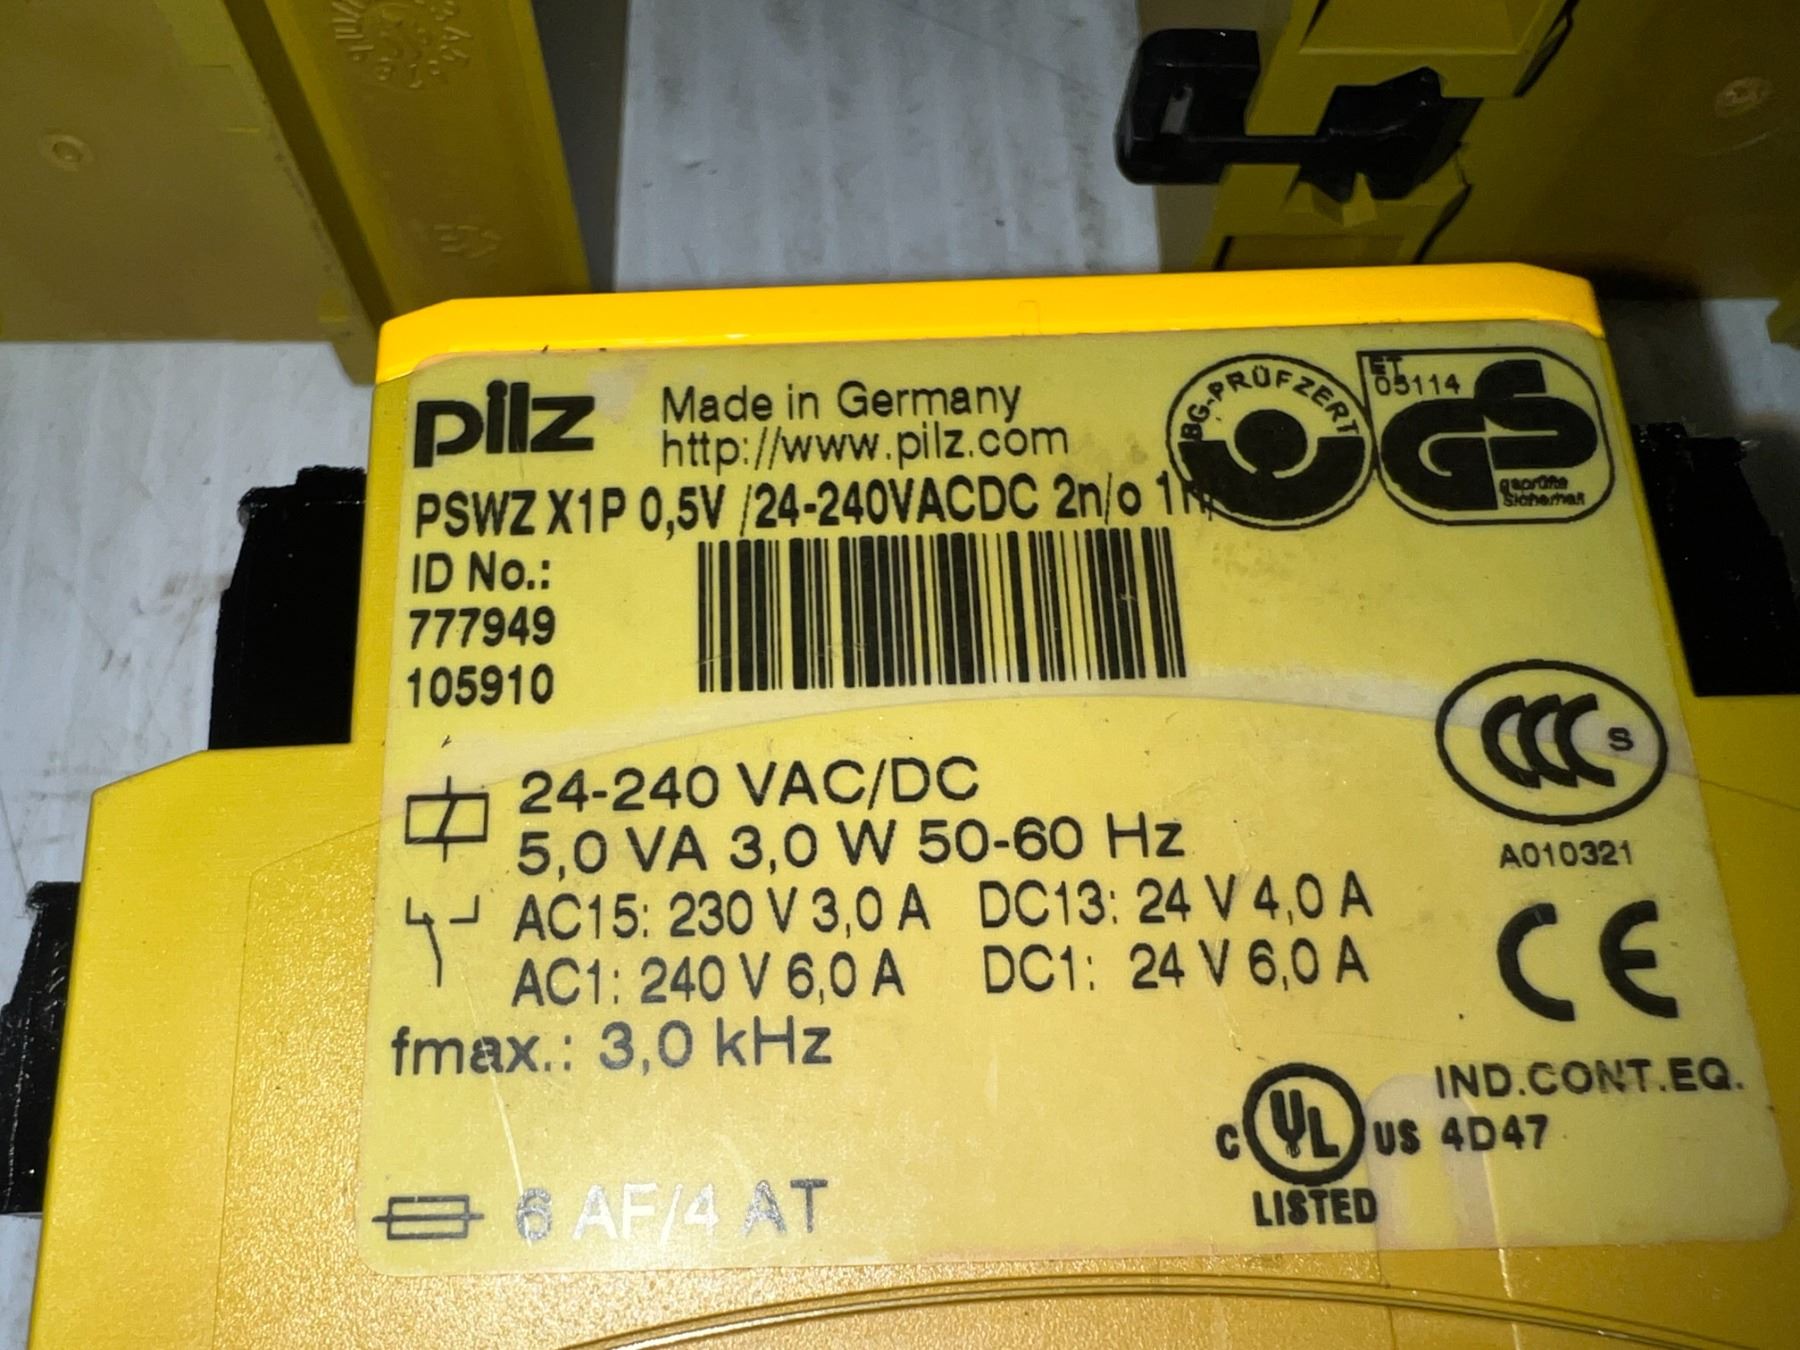 pilz
Made in Germany
http://www.pilz.com
BG-PRÜFZERT
ET
05114
GS
geprüfte
Sicherheit
PSWZ X1P 0,5V /24-240VACDC 2n/o 1n
ID No.:
777949
105910
CCC S
A010321
24-240 VAC/DC
5,0 VA 3,0 W 50-60 Hz
AC15: 230 V 3,0 A DC13: 24 V 4,0 A
AC1: 240 V 6,0 A DC1: 24 V 6,0 A
CE
fmax.: 3,0 kHz
IND.CONT.EQ.
C UL US 4D47
LISTED
6 AF/4 AT